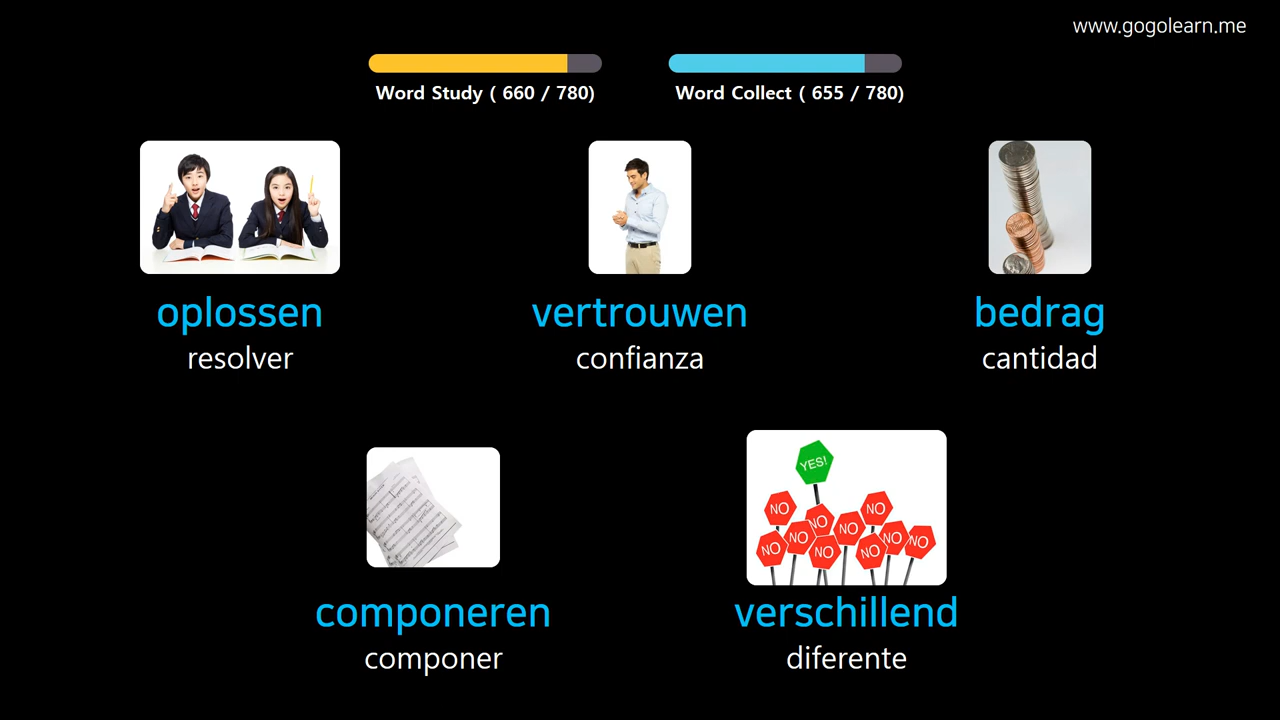 www.gogolearn.me
Word Study ( 660 / 780)
Word Collect ( 655 / 780)
oplossen
resolver
vertrouwen
confianza
bedrag
cantidad
YES!
NO
NO
NO
NO
NO
NO
NO
NO
NO
NO
componeren
componer
verschillend
diferente